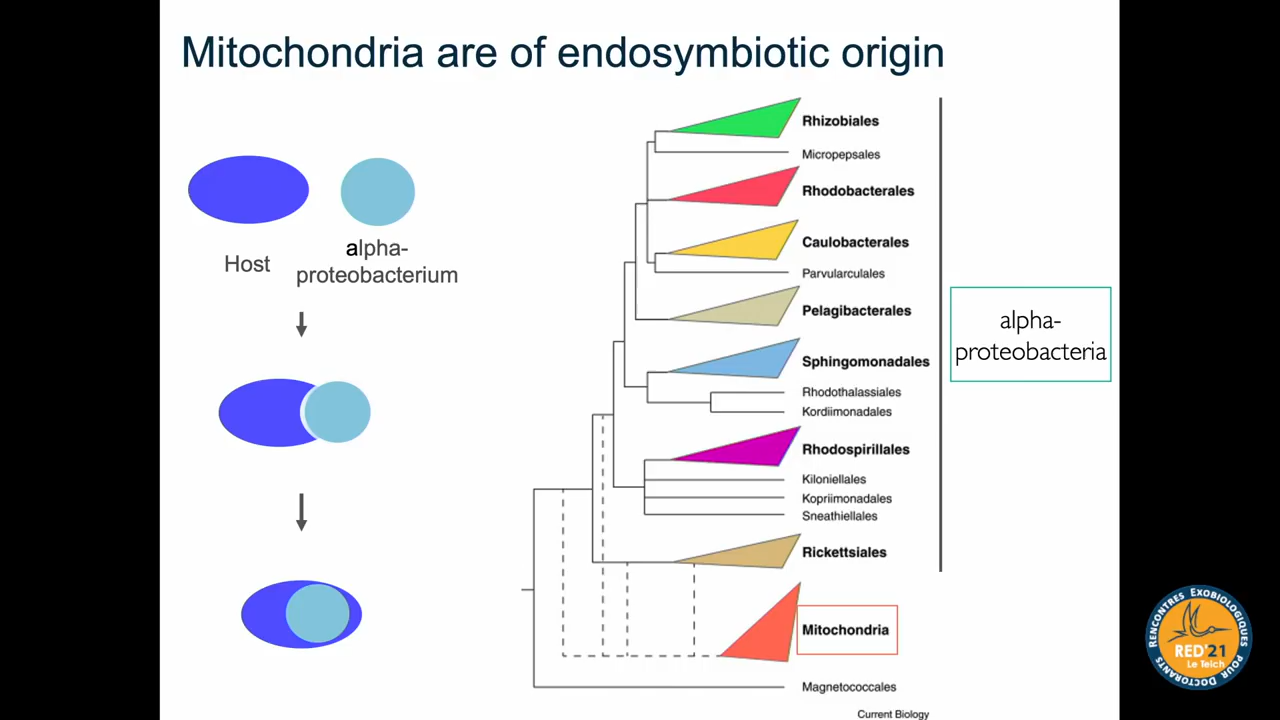 Mitochondria are of endosymbiotic origin
Host
alpha-
proteobacterium
Rhizobiales
Micropepsales
Rhodobacterales
Caulobacterales
Parvularculales
Pelagibacterales
Sphingomonadales
Rhodothalassiales
Kordiimonadales
Rhodospirillales
Kiloniellales
Kopriimonadales
Sneathiellales
Rickettsiales
Mitochondria
Magnetococcales
Current Biology
alpha-
proteobacteria
RENCONTRES EXOBIOLOGIQUES
POUR DOCTORANTS
RED'21
Le Teich